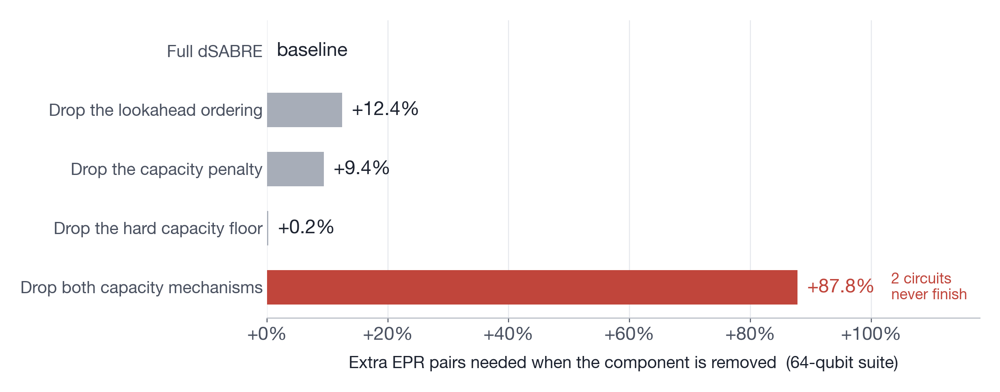 Full dSABRE baseline
Drop the lookahead ordering +12.4%
Drop the capacity penalty +9.4%
Drop the hard capacity floor +0.2%
Drop both capacity mechanisms +87.8% 2 circuits
never finish
+0% +20% +40% +60% +80% +100%
Extra EPR pairs needed when the component is removed (64-qubit suite)